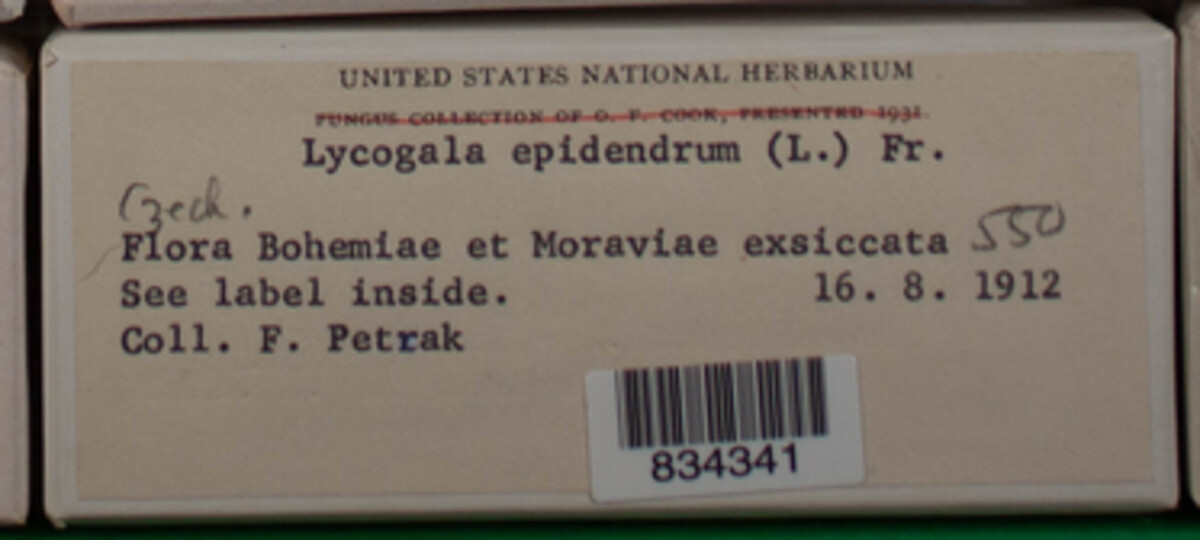 UNITED STATES NATIONAL HERBARIUM
FUNGUS COLLECTION OF O. F. COOK, PRESENTED 1931.
Lycogala epidendrum (L.) Fr.
Czech.
Flora Bohemiae et Moraviae exsiccata 550
See label inside. 16. 8. 1912
Coll. F. Petrak
834341